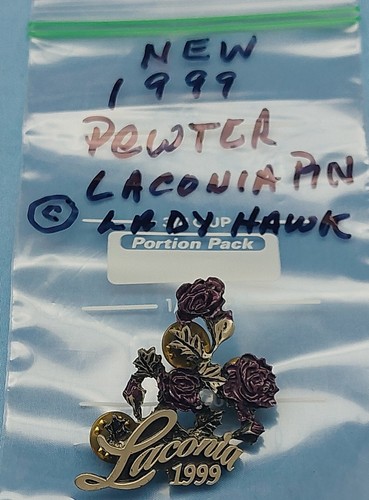 NEW
1999
PEWTER
LACONIA PIN
© LADY HAWK
Portion Pack
Laconia
1999